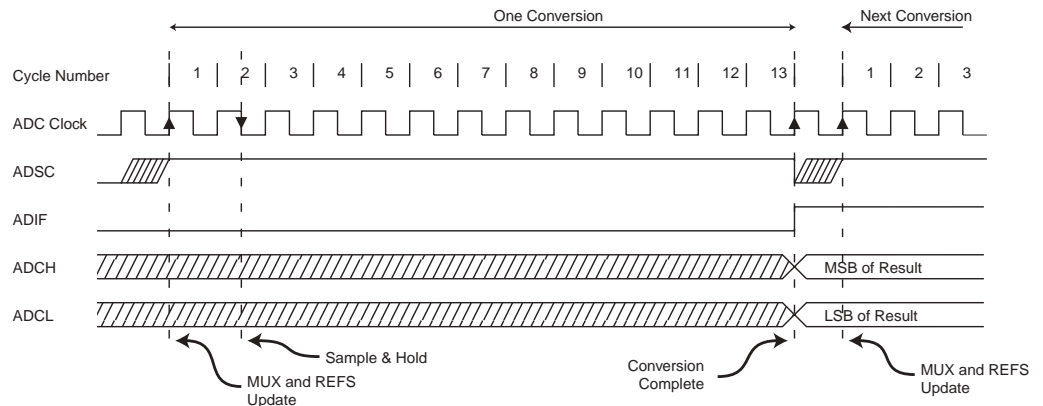 One Conversion
Next Conversion
Cycle Number 1 2 3 4 5 6 7 8 9 10 11 12 13 1 2 3
ADC Clock
ADSC
ADIF
ADCH
MSB of Result
ADCL
LSB of Result
Sample & Hold
MUX and REFS
Update
Conversion
Complete
MUX and REFS
Update